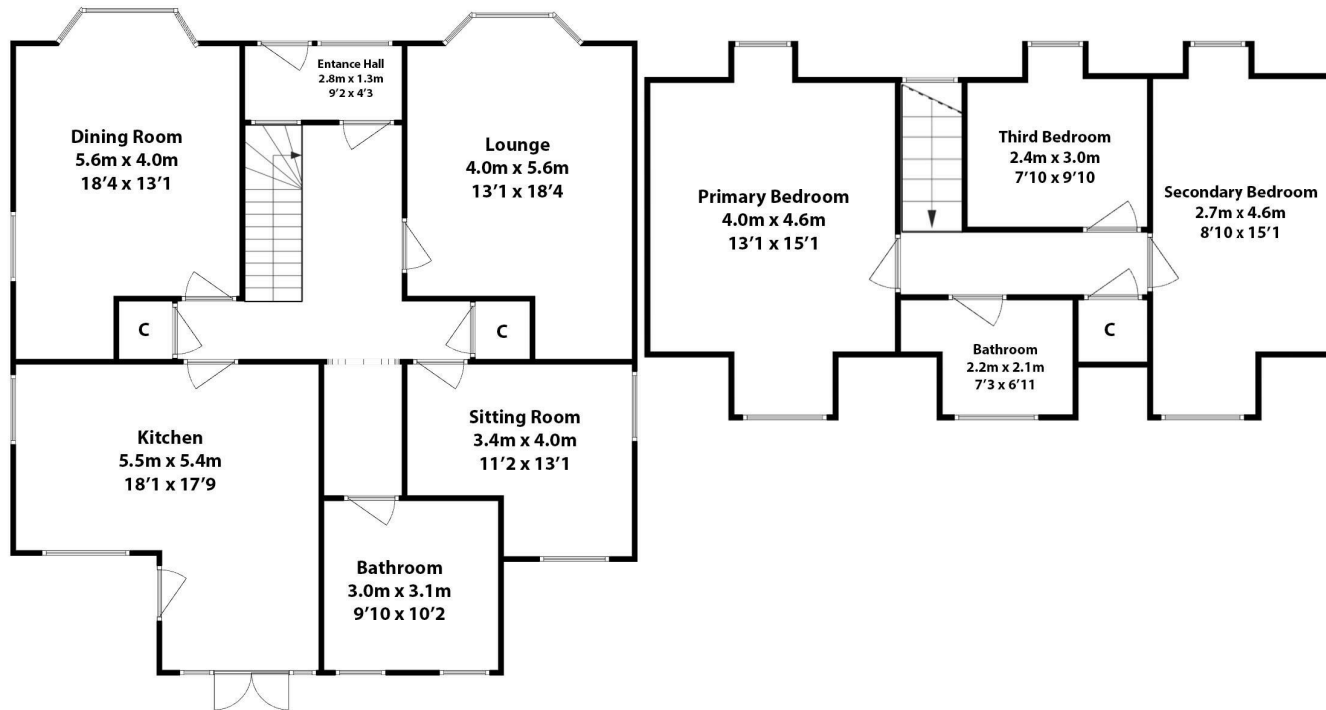 Entance Hall
2.8m x 1.3m
9'2 x 4'3
Dining Room
5.6m x 4.0m
18'4 x 13'1
Lounge
4.0m x 5.6m
13'1 x 18'4
C
C
Kitchen
5.5m x 5.4m
18'1 x 17'9
Sitting Room
3.4m x 4.0m
11'2 x 13'1
Bathroom
3.0m x 3.1m
9'10 x 10'2
Primary Bedroom
4.0m x 4.6m
13'1 x 15'1
Third Bedroom
2.4m x 3.0m
7'10 x 9'10
Secondary Bedroom
2.7m x 4.6m
8'10 x 15'1
Bathroom
2.2m x 2.1m
7'3 x 6'11
C